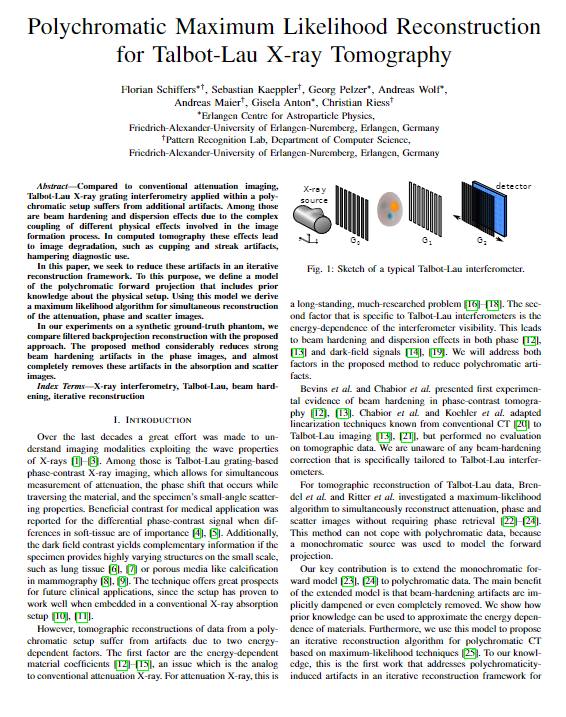 Polychromatic Maximum Likelihood Reconstruction
for Talbot-Lau X-ray Tomography
Florian Schiffers*†, Sebastian Kaeppler†, Georg Pelzer*, Andreas Wolf*,
Andreas Maier†, Gisela Anton*, Christian Riess†
*Erlangen Centre for Astroparticle Physics,
Friedrich-Alexander-University of Erlangen-Nuremberg, Erlangen, Germany
†Pattern Recognition Lab, Department of Computer Science,
Friedrich-Alexander-University of Erlangen-Nuremberg, Erlangen, Germany
Abstract—Compared to conventional attenuation imaging,
Talbot-Lau X-ray grating interferometry applied within a poly-
chromatic setup suffers from additional artifacts. Among those
are beam hardening and dispersion effects due to the complex
coupling of different physical effects involved in the image
formation process. In computed tomography these effects lead
to image degradation, such as cupping and streak artifacts,
hampering diagnostic use.
In this paper, we seek to reduce these artifacts in an iterative
reconstruction framework. To this purpose, we define a model
of the polychromatic forward projection that includes prior
knowledge about the physical setup. Using this model we derive
a maximum likelihood algorithm for simultaneous reconstruction
of the attenuation, phase and scatter images.
In our experiments on a synthetic ground-truth phantom, we
compare filtered backprojection reconstruction with the proposed
approach. The proposed method considerably reduces strong
beam hardening artifacts in the phase images, and almost
completely removes these artifacts in the absorption and scatter
images.
Index Terms—X-ray interferometry, Talbot-Lau, beam hard-
ening, iterative reconstruction
I. INTRODUCTION
Over the last decades a great effort was made to un-
derstand imaging modalities exploiting the wave properties
of X-rays [1]–[3]. Among those is Talbot-Lau grating-based
phase-contrast X-ray imaging, which allows for simultaneous
measurement of attenuation, the phase shift that occurs while
traversing the material, and the specimen's small-angle scatter-
ing properties. Beneficial contrast for medical application was
reported for the differential phase-contrast signal when dif-
ferences in soft-tissue are of importance [4], [5]. Additionally,
the dark field contrast yields complementary information if the
specimen provides highly varying structures on the small scale,
such as lung tissue [6], [7] or porous media like calcification
in mammography [8], [9]. The technique offers great prospects
for future clinical applications, since the setup has proven to
work well when embedded in a conventional X-ray absorption
setup [10], [11].
However, tomographic reconstructions of data from a poly-
chromatic setup suffer from artifacts due to two energy-
dependent factors. The first factor are the energy-dependent
material coefficients [12]–[15], an issue which is the analog
to conventional attenuation X-ray. For attenuation X-ray, this is
X-ray
source
detector
G0
G1
G2
Fig. 1: Sketch of a typical Talbot-Lau interferometer.
a long-standing, much-researched problem [16]–[18]. The sec-
ond factor that is specific to Talbot-Lau interferometers is the
energy-dependence of the interferometer visibility. This leads
to beam hardening and dispersion effects in both phase [12],
[13] and dark-field signals [14], [19]. We will address both
factors in the proposed method to reduce polychromatic arti-
facts.
Bevins et al. and Chabior et al. presented first experimen-
tal evidence of beam hardening in phase-contrast tomogra-
phy [12], [13]. Chabior et al. and Kochler et al. adapted
linearization techniques known from conventional CT [20] to
Talbot-Lau imaging [13], [21], but performed no evaluation
on tomographic data. We are unaware of any beam-hardening
correction that is specifically tailored to Talbot-Lau interfer-
ometers.
For tomographic reconstruction of Talbot-Lau data, Bren-
del et al. and Ritter et al. investigated a maximum-likelihood
algorithm to simultaneously reconstruct attenuation, phase and
scatter images without requiring phase retrieval [22]–[24].
This method can not cope with polychromatic data, because
a monochromatic source was used to model the forward
projection.
Our key contribution is to extend the monochromatic for-
ward model [23], [24] to polychromatic data. The main benefit
of the extended model is that beam-hardening artifacts are im-
plicitly dampened or even completely removed. We show how
prior knowledge can be used to approximate the energy depen-
dence of materials. Furthermore, we use this model to propose
an iterative reconstruction algorithm for polychromatic CT
based on maximum-likelihood techniques [25]. To our knowl-
edge, this is the first work that addresses polychromaticity-
induced artifacts in an iterative reconstruction framework for